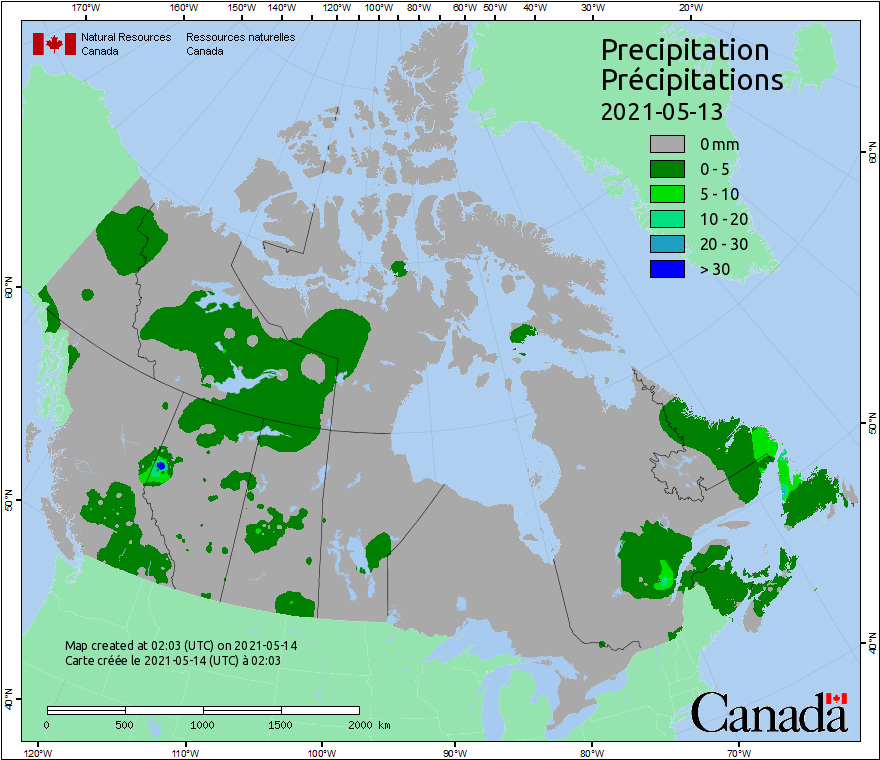 170°W 160°W 150°W 140°W 130°W 120°W 110°W 100°W 90°W 80°W 70°W 60°W 50°W 40°W 30°W 20°W
Natural Resources Ressources naturelles
Canada Canada
Precipitation
Précipitations
2021-05-13
0 mm
0 - 5
5 - 10
10 - 20
20 - 30
> 30
60°N
60°N
50°N
50°N
40°N
40°N
Map created at 02:03 (UTC) on 2021-05-14
Carte créée le 2021-05-14 (UTC) à 02:03
0 500 1000 1500 2000 km
Canada
120°W 110°W 100°W 90°W 80°W 70°W